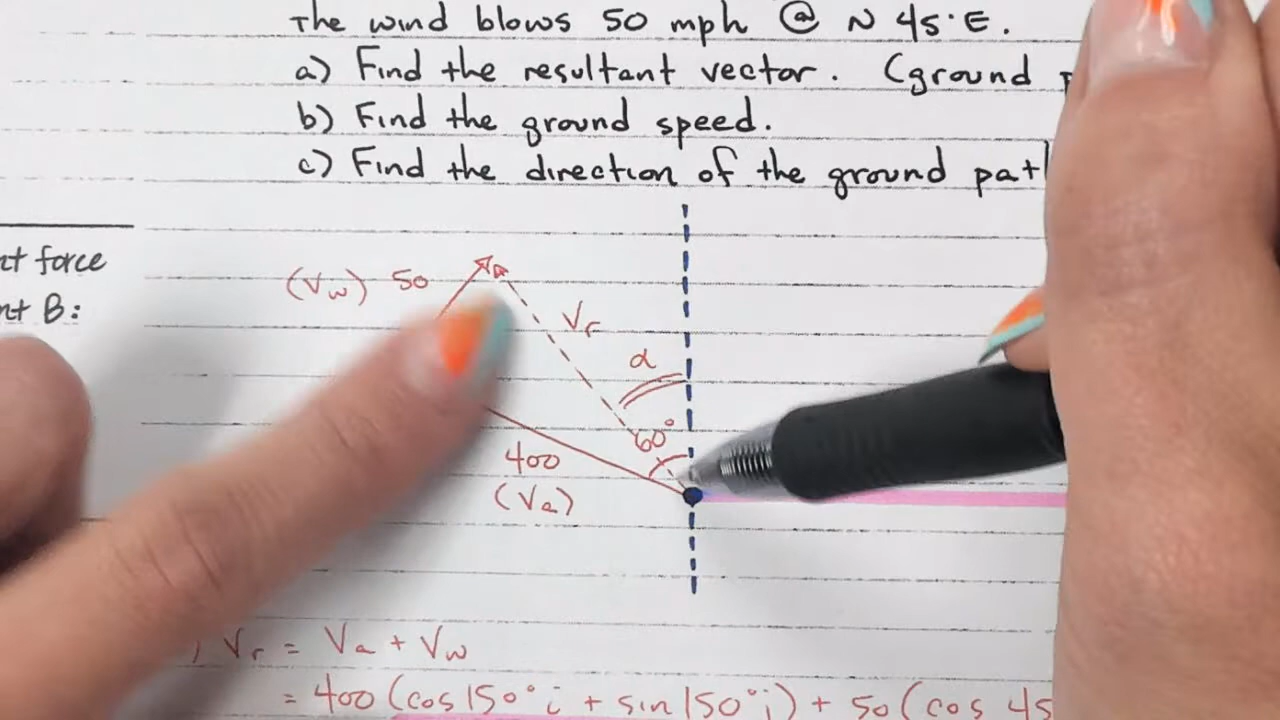 The wind blows 50 mph @ N 45° E.
a) Find the resultant vector. (ground
b) Find the ground speed.
c) Find the direction of the ground path
nt force
nt B:
(Vw) 50
Vr
α
60°
400
(Va)
) Vr = Va + Vw
= 400 (cos 150° i + sin 150° j) + 50 (cos 45